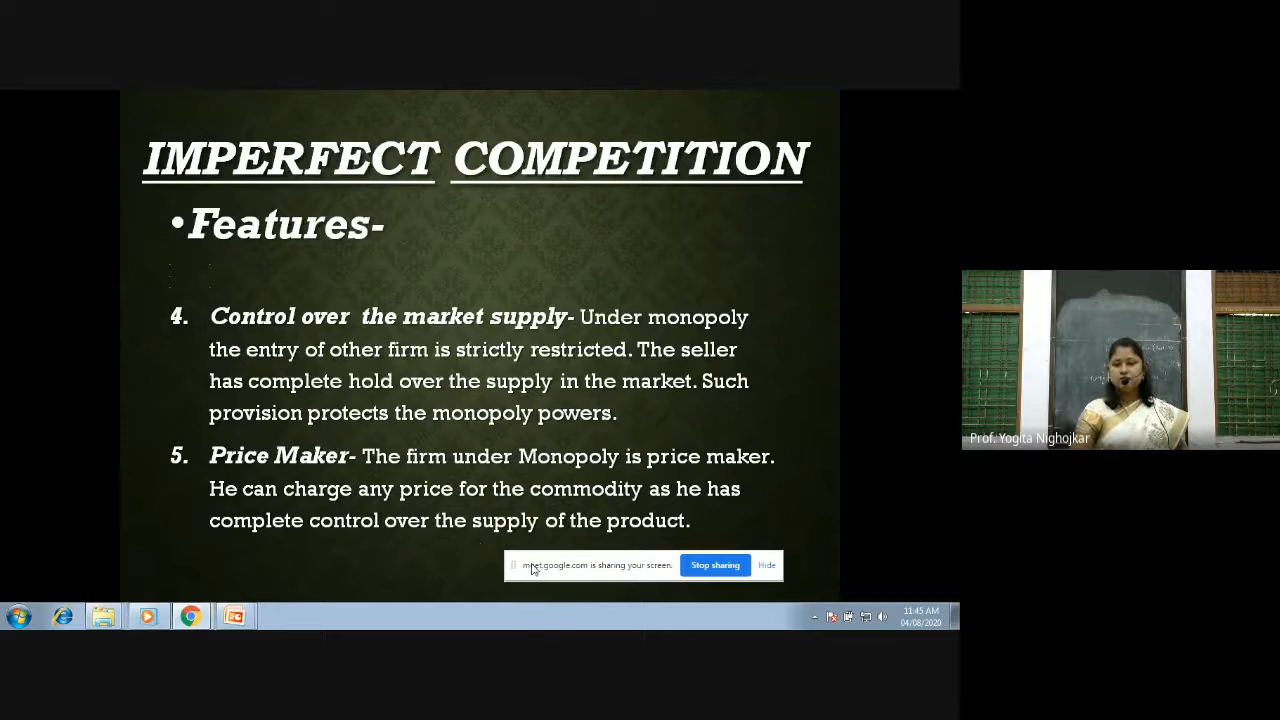 IMPERFECT COMPETITION
•Features-
4. Control over the market supply- Under monopoly
the entry of other firm is strictly restricted. The seller
has complete hold over the supply in the market. Such
provision protects the monopoly powers.
5. Price Maker- The firm under Monopoly is price maker.
He can charge any price for the commodity as he has
complete control over the supply of the product.
meet.google.com is sharing your screen. Stop sharing Hide
Prof. Yogita Nighojkar
11:45 AM
04/08/2020